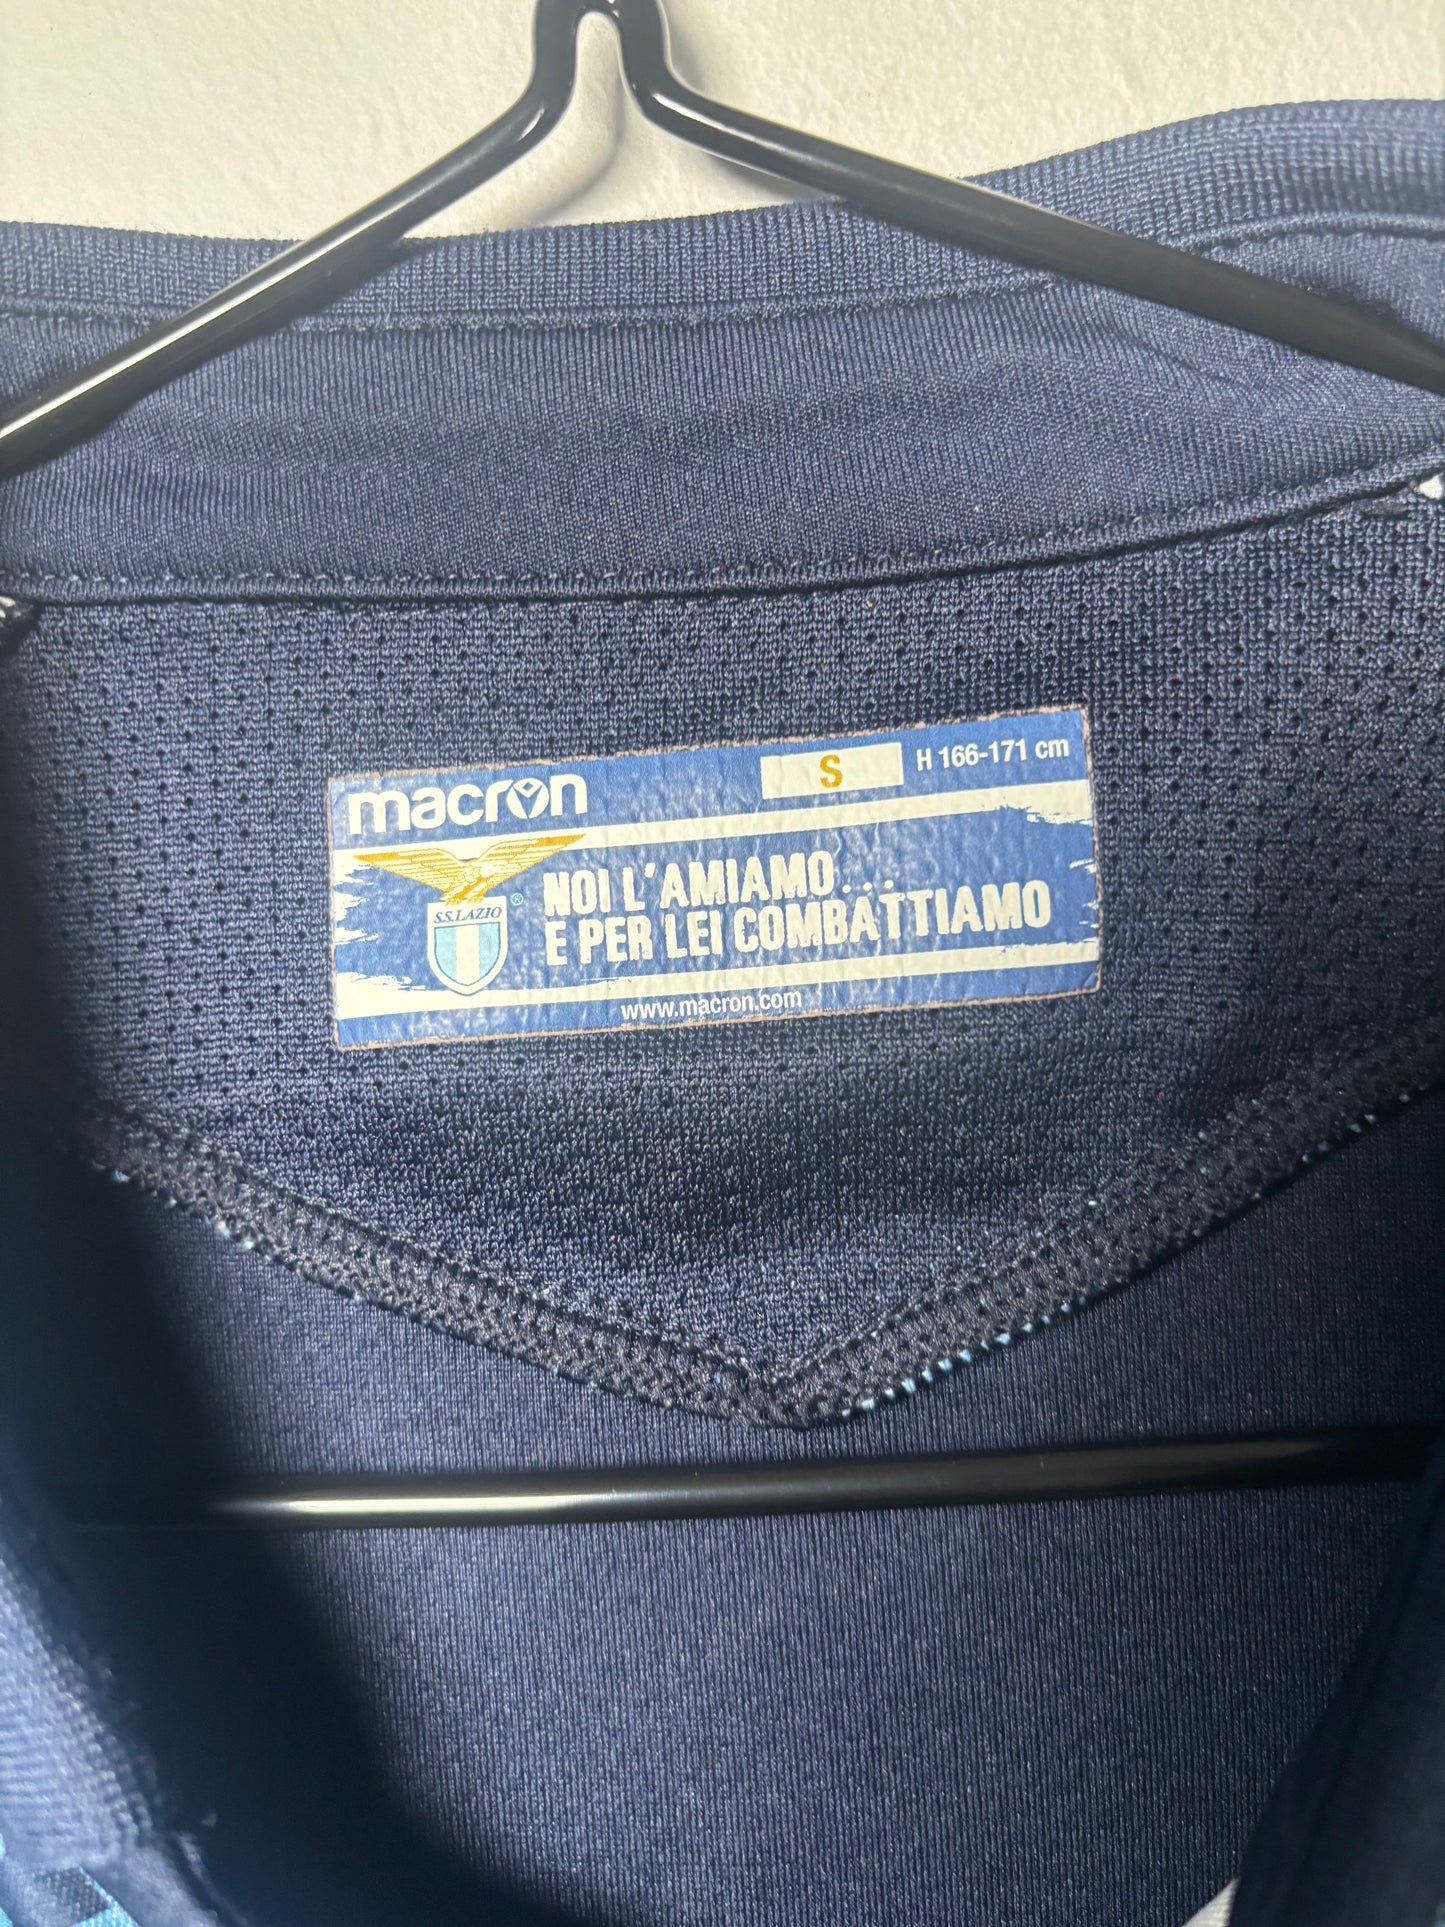 macron
S
H 166-171 cm
S.S.LAZIO
®
NOI L'AMIAMO...
E PER LEI COMBATTIAMO
www.macron.com